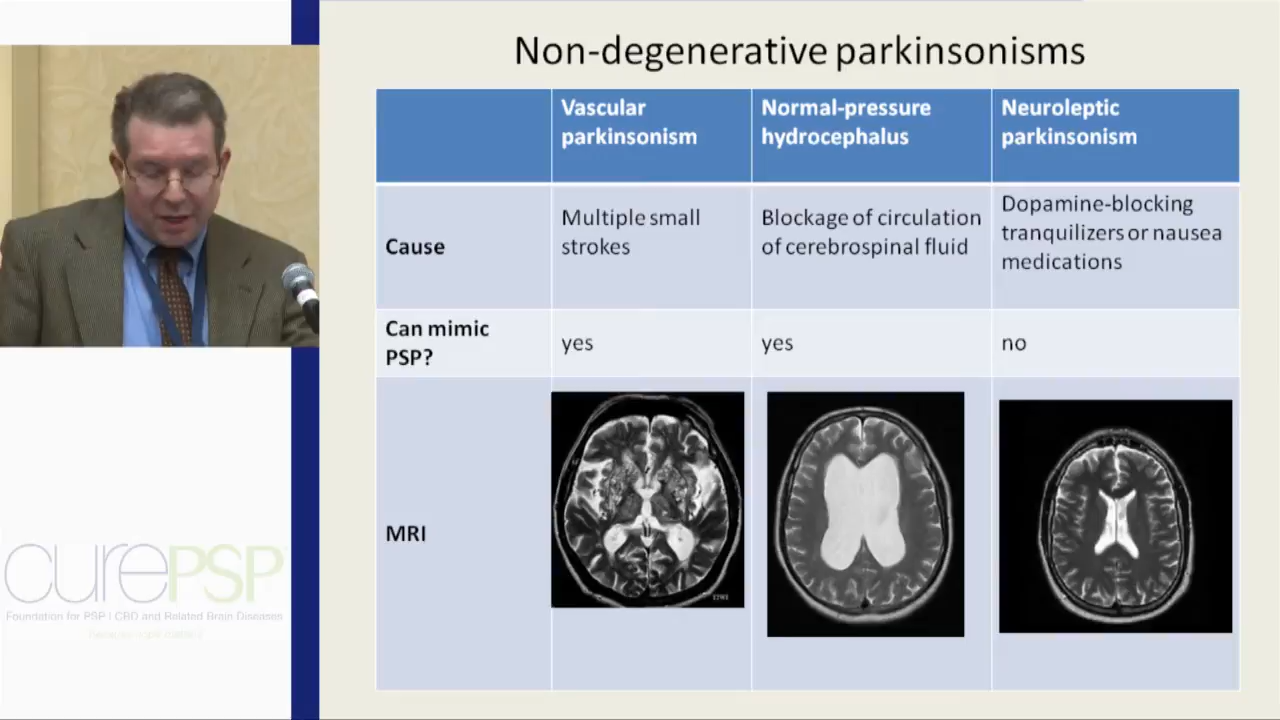 Non-degenerative parkinsonisms
Vascular parkinsonism
Normal-pressure hydrocephalus
Neuroleptic parkinsonism
Cause
Multiple small strokes
Blockage of circulation of cerebrospinal fluid
Dopamine-blocking tranquilizers or nausea medications
Can mimic PSP?
yes
yes
no
MRI
curePSP
Foundation for PSP | CBD and Related Brain Diseases